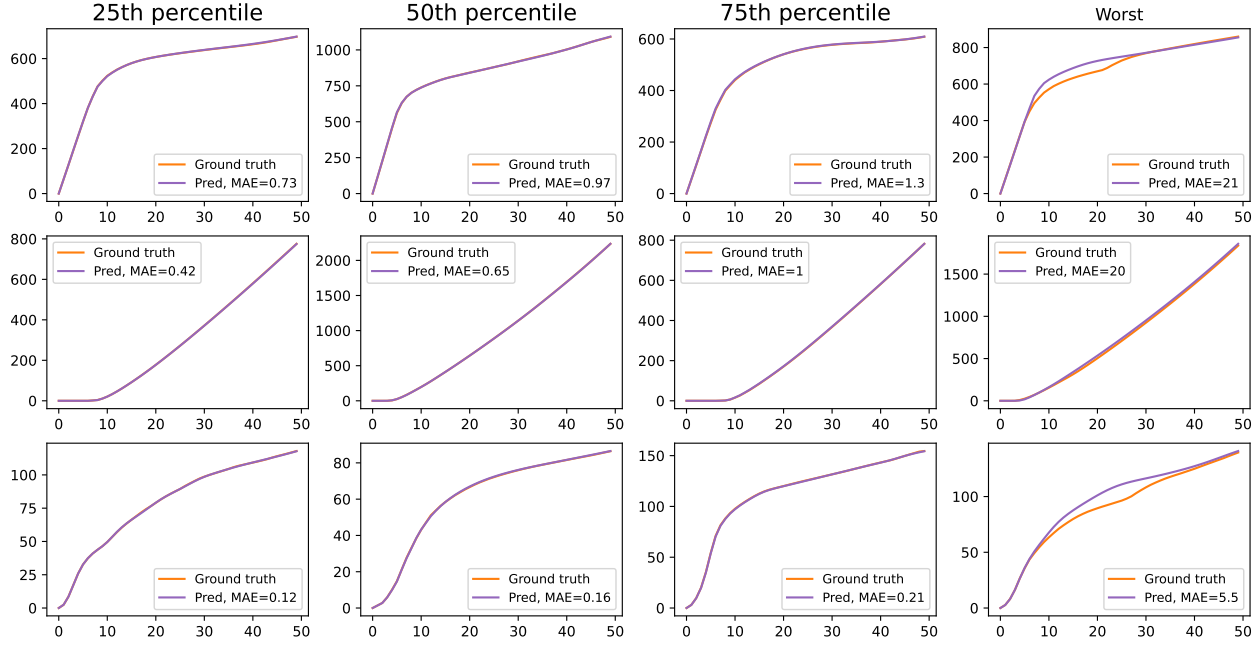 25th percentile 50th percentile 75th percentile Worst
600
400
200
0
Ground truth
Pred, MAE=0.73
0 10 20 30 40 50
1000
750
500
250
0
Ground truth
Pred, MAE=0.97
0 10 20 30 40 50
600
400
200
0
Ground truth
Pred, MAE=1.3
0 10 20 30 40 50
800
600
400
200
0
Ground truth
Pred, MAE=21
0 10 20 30 40 50
800
600
400
200
0
Ground truth
Pred, MAE=0.42
0 10 20 30 40 50
2000
1500
1000
500
0
Ground truth
Pred, MAE=0.65
0 10 20 30 40 50
800
600
400
200
0
Ground truth
Pred, MAE=1
0 10 20 30 40 50
1500
1000
500
0
Ground truth
Pred, MAE=20
0 10 20 30 40 50
100
75
50
25
0
Ground truth
Pred, MAE=0.12
0 10 20 30 40 50
80
60
40
20
0
Ground truth
Pred, MAE=0.16
0 10 20 30 40 50
150
100
50
0
Ground truth
Pred, MAE=0.21
0 10 20 30 40 50
100
50
0
Ground truth
Pred, MAE=5.5
0 10 20 30 40 50